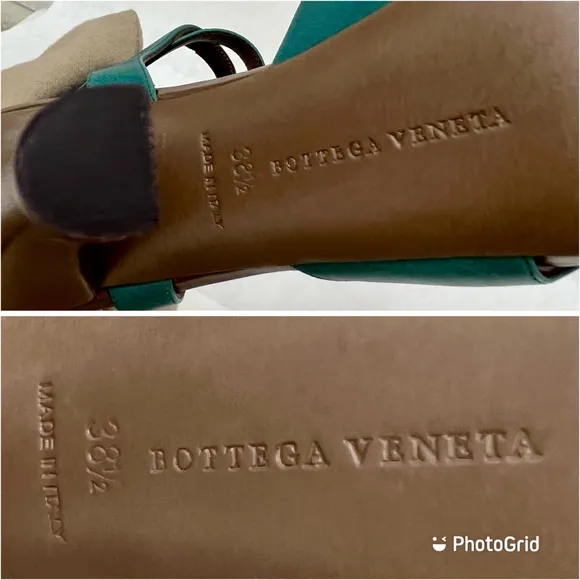 BOTTEGA VENETA
38½
MADE IN ITALY
BOTTEGA VENETA
38½
MADE IN ITALY
PhotoGrid